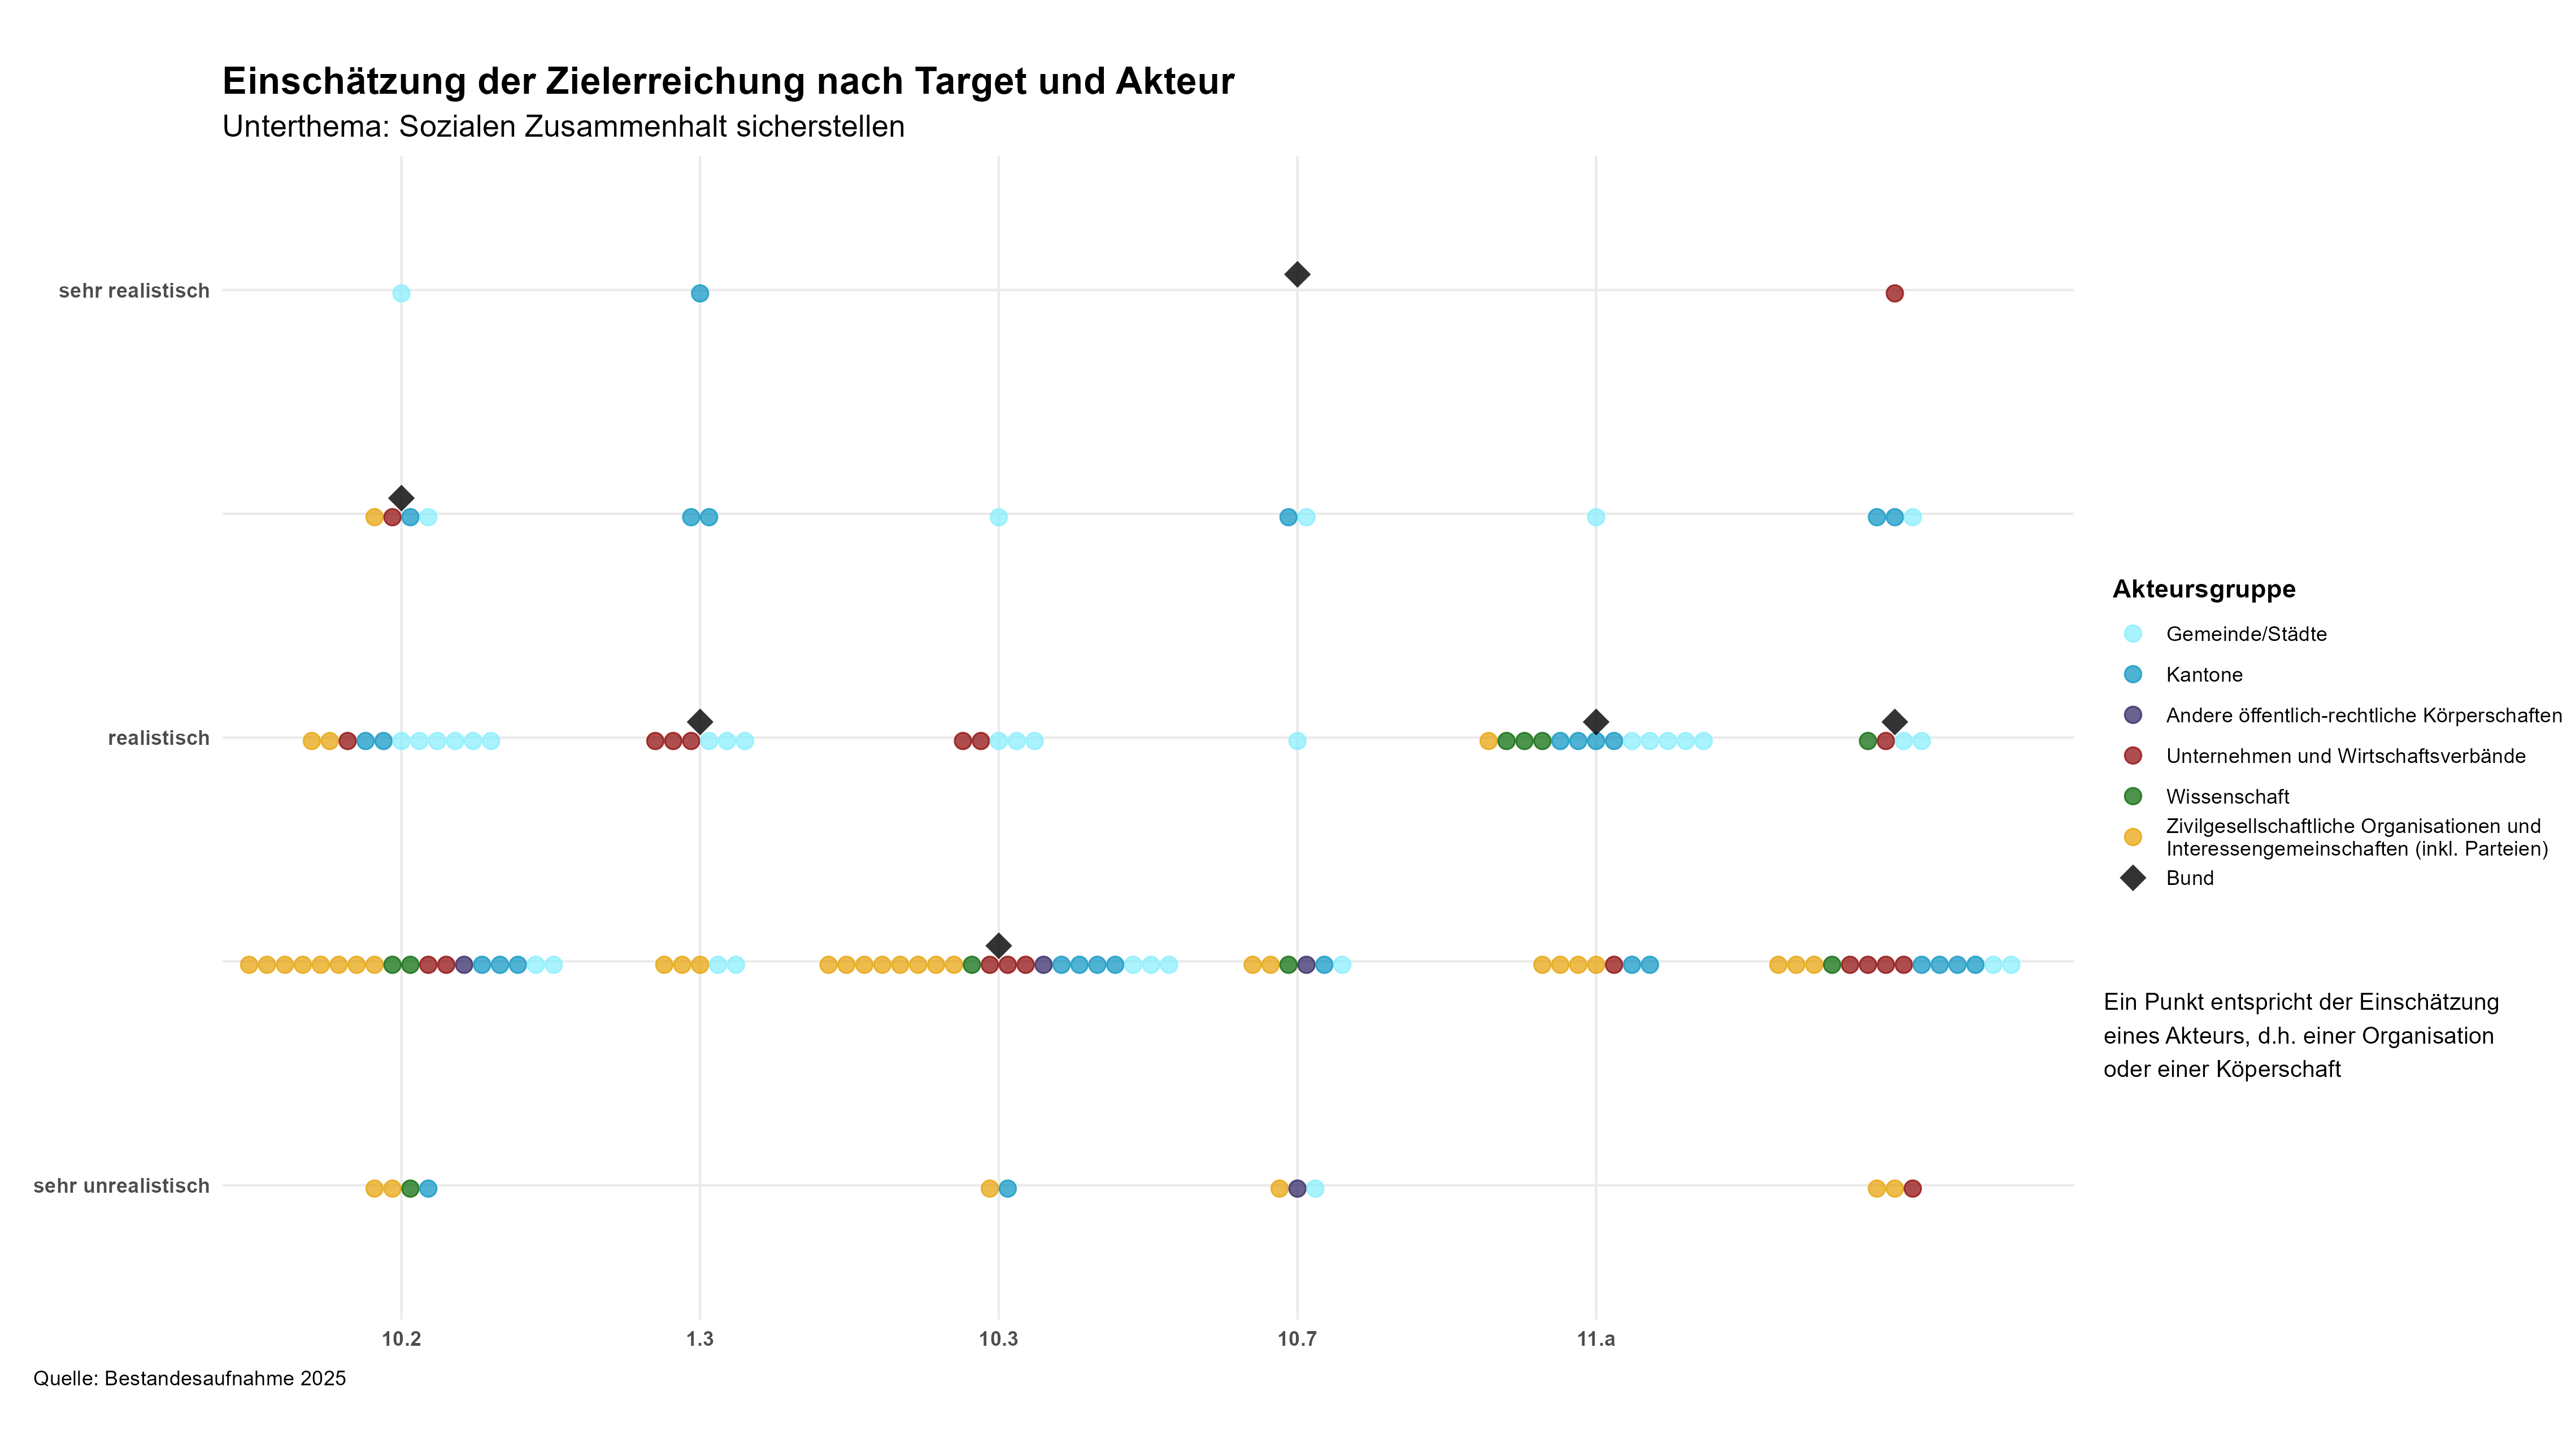 Einschätzung der Zielerreichung nach Target und Akteur
Unterthema: Sozialen Zusammenhalt sicherstellen
sehr realistisch
realistisch
sehr unrealistisch
10.2
1.3
10.3
10.7
11.a
Akteursgruppe
Gemeinde/Städte
Kantone
Andere öffentlich-rechtliche Körperschaften
Unternehmen und Wirtschaftsverbände
Wissenschaft
Zivilgesellschaftliche Organisationen und
Interessengemeinschaften (inkl. Parteien)
Bund
Ein Punkt entspricht der Einschätzung
eines Akteurs, d.h. einer Organisation
oder einer Köperschaft
Quelle: Bestandesaufnahme 2025